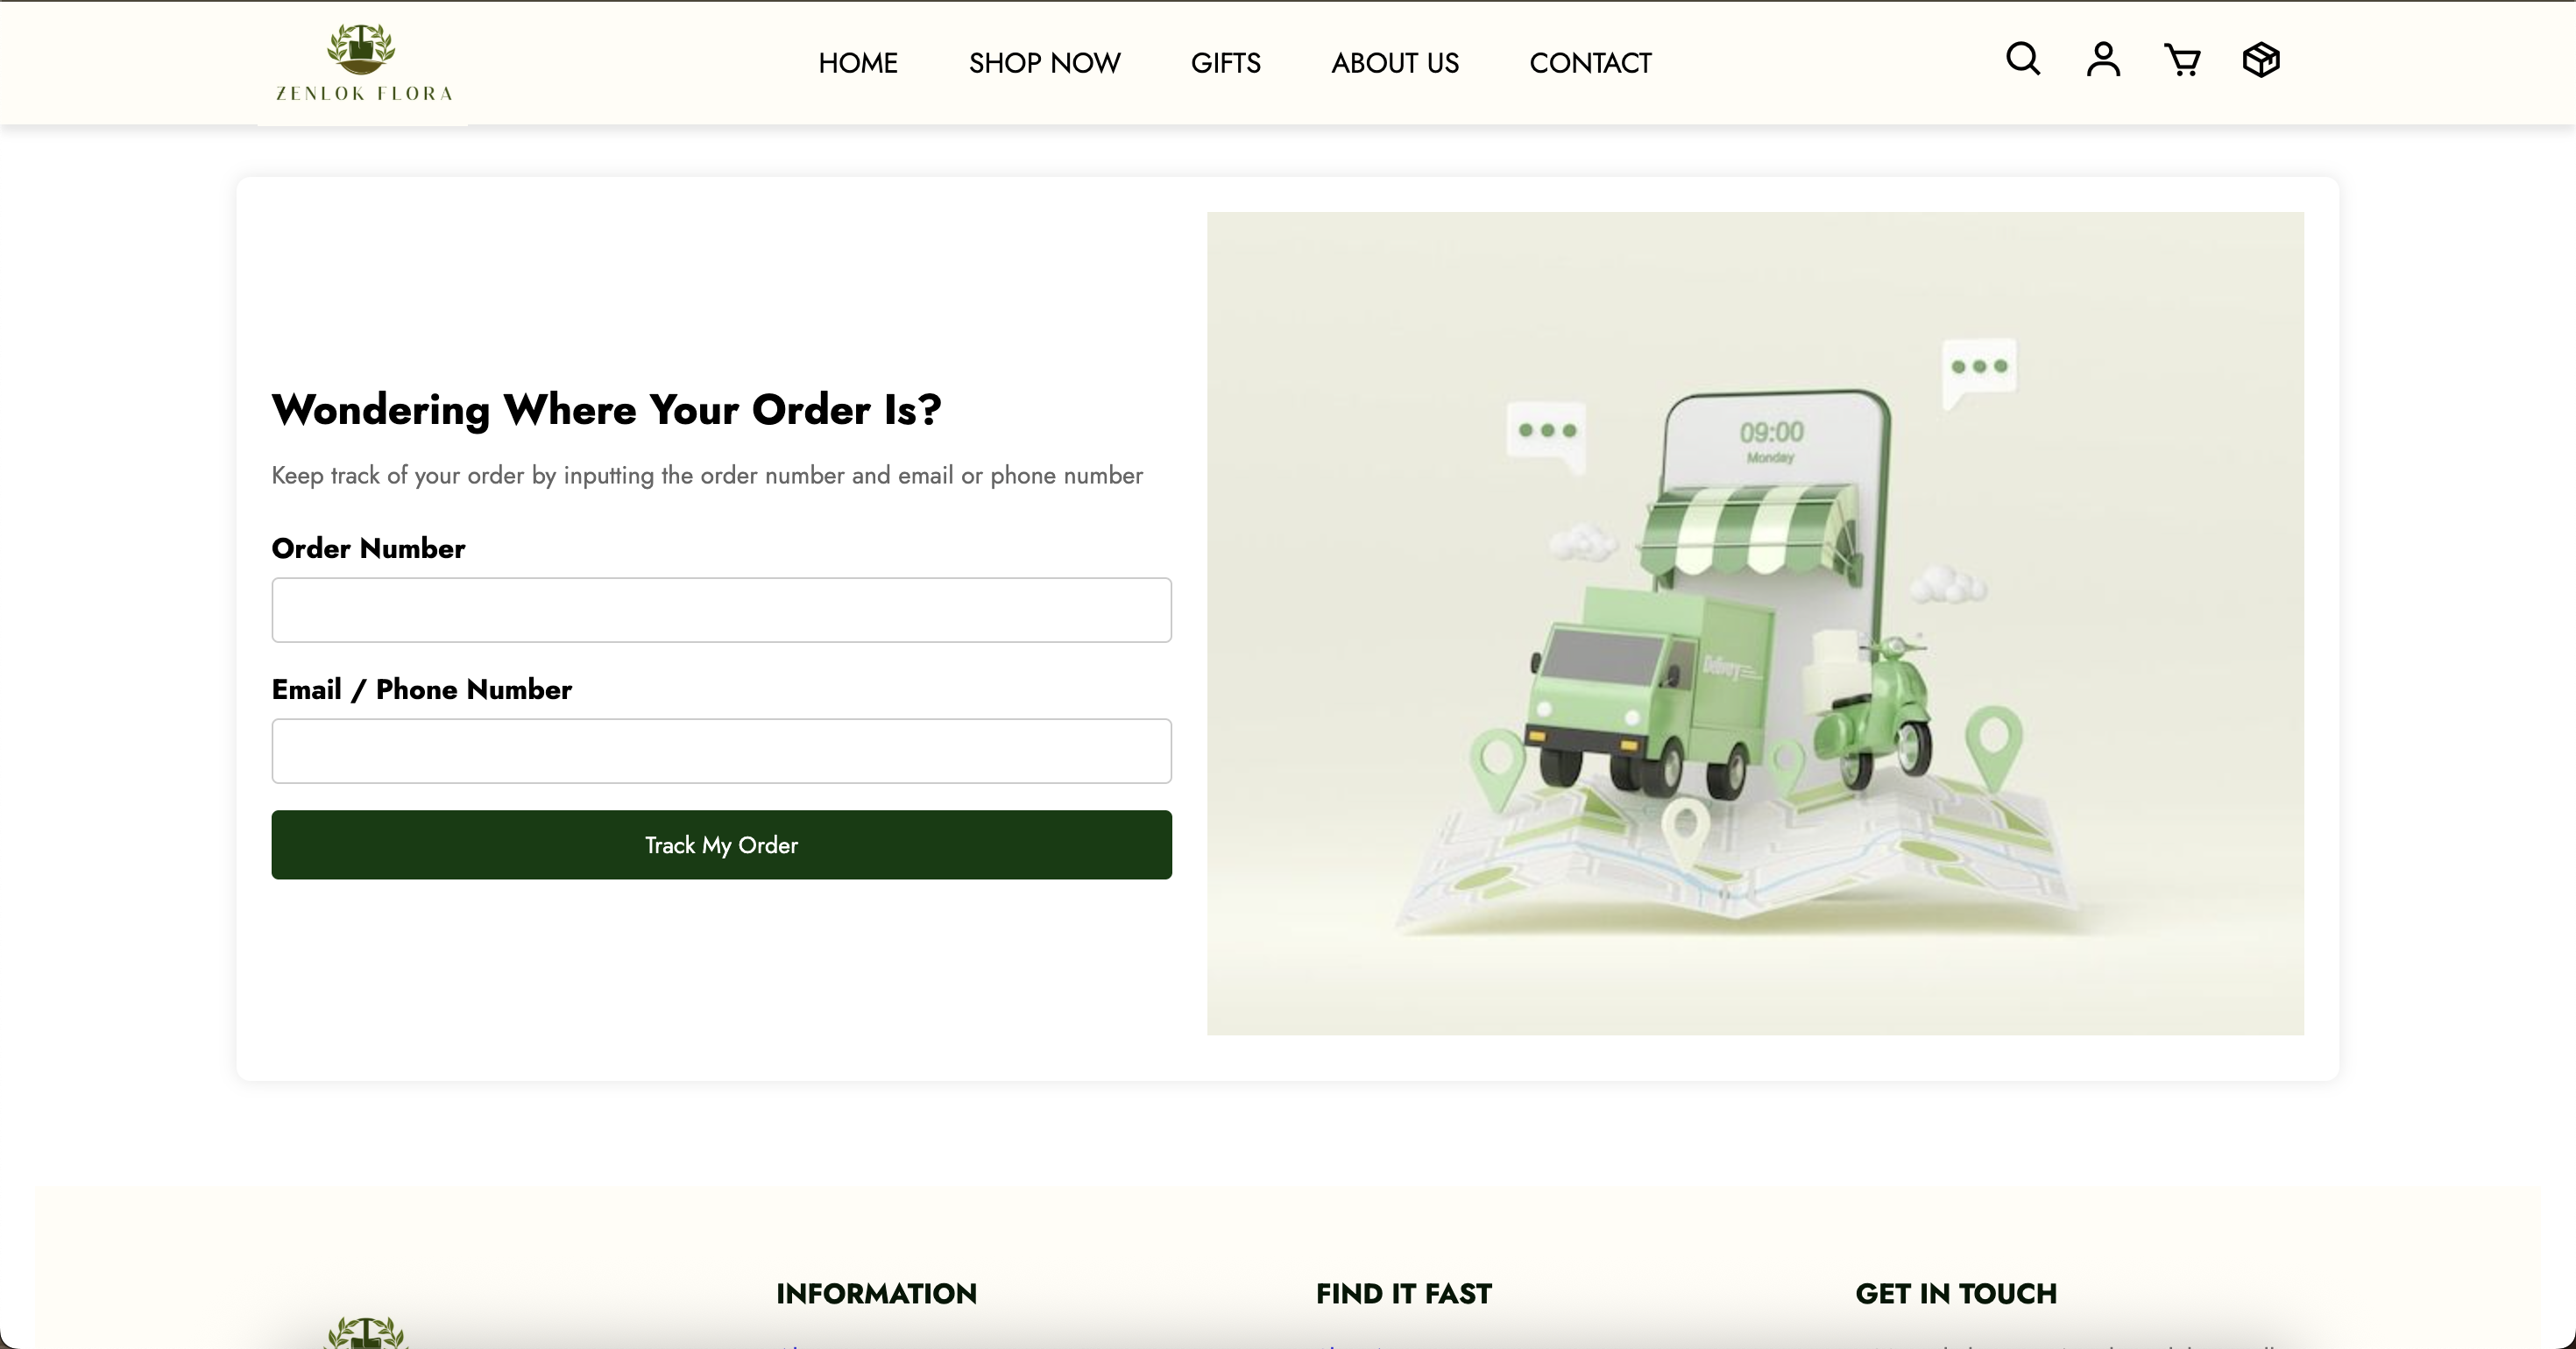 ZENLOK FLORA
HOME SHOP NOW GIFTS ABOUT US CONTACT
Wondering Where Your Order Is?
Keep track of your order by inputting the order number and email or phone number
Order Number
Email / Phone Number
Track My Order
09:00
Monday
Delivery
INFORMATION
FIND IT FAST
GET IN TOUCH